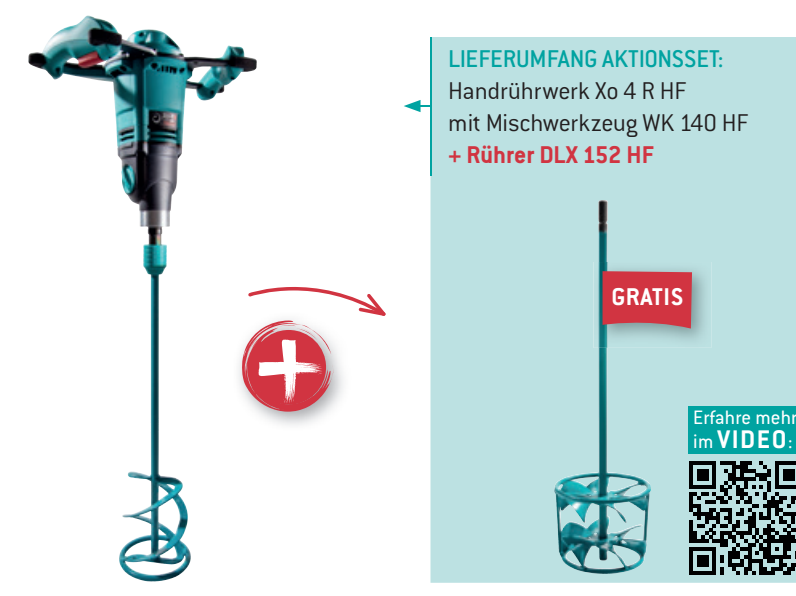 LIEFERUMFANG AKTIONSSET:
Handrührwerk Xo 4 R HF
mit Mischwerkzeug WK 140 HF
+ Rührer DLX 152 HF
GRATIS
Erfahre mehr
im VIDEO: